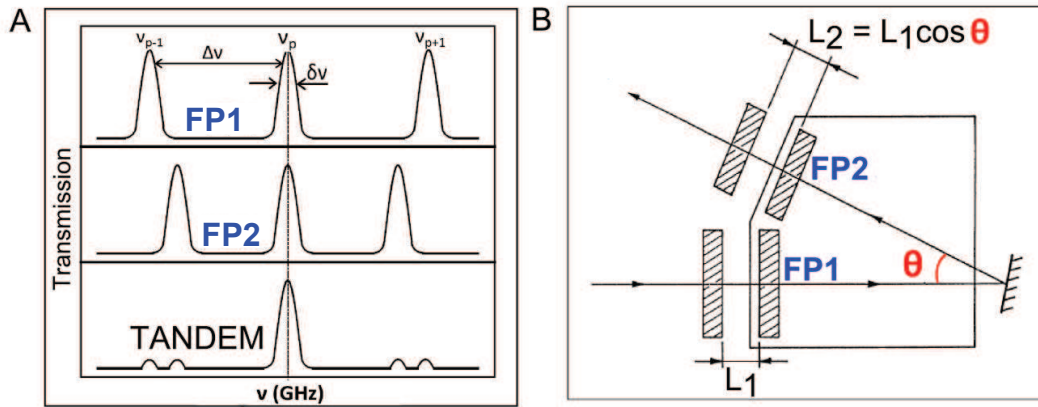 A
ν_{p-1}
ν_p
ν_{p+1}
Δν
δν
FP1
FP2
TANDEM
Transmission
ν (GHz)
B
L₂ = L₁cos θ
FP2
FP1
θ
L₁